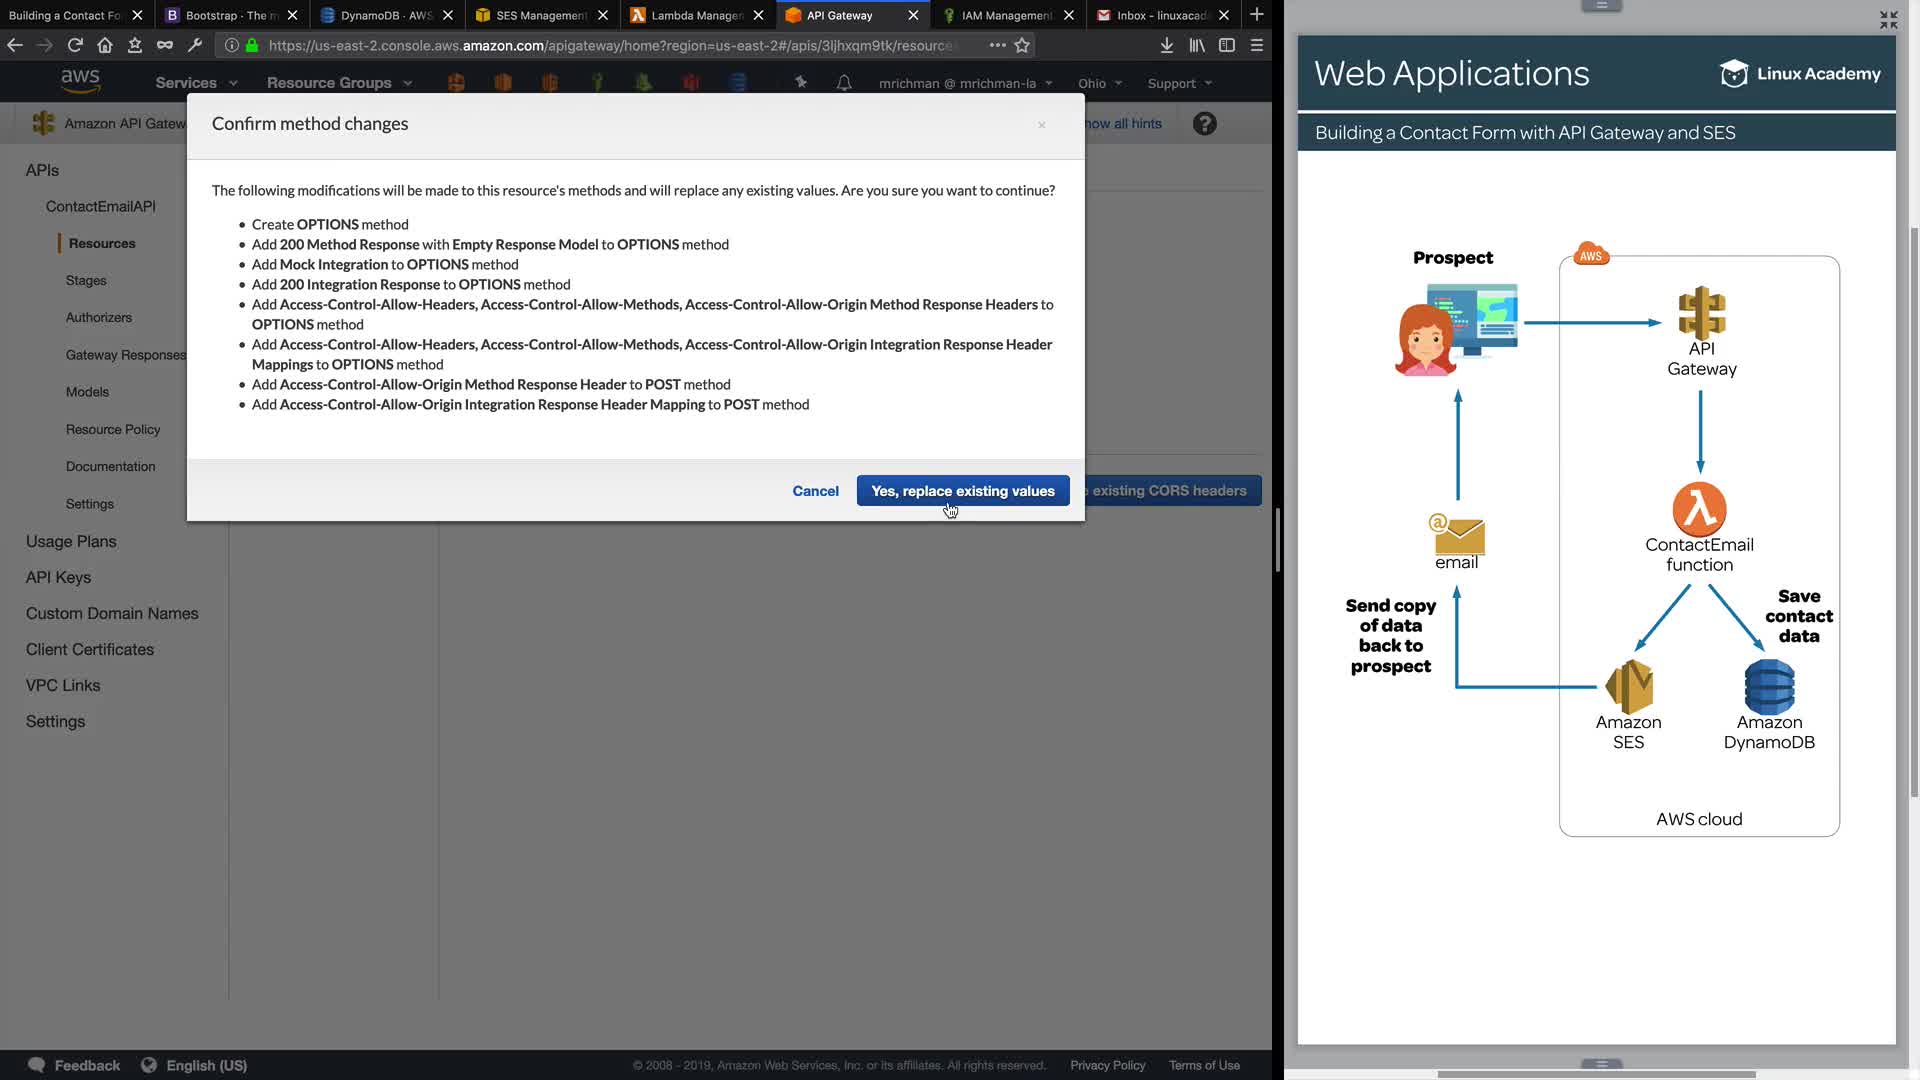 Building a Contact Fo
Bootstrap · The m
DynamoDB · AWS
SES Management
Lambda Manager
API Gateway
IAM Management
Inbox - linuxacad
https://us-east-2.console.aws.amazon.com/apigateway/home?region=us-east-2#/apis/3ljhxqm9tk/resource
aws
Services
Resource Groups
mrichman @ mrichman-la
Ohio
Support
Amazon API Gatew
how all hints
APIs
ContactEmailAPI
Resources
Stages
Authorizers
Gateway Responses
Models
Resource Policy
Documentation
Settings
Usage Plans
API Keys
Custom Domain Names
Client Certificates
VPC Links
Settings
Confirm method changes
×
The following modifications will be made to this resource's methods and will replace any existing values. Are you sure you want to continue?
• Create OPTIONS method
• Add 200 Method Response with Empty Response Model to OPTIONS method
• Add Mock Integration to OPTIONS method
• Add 200 Integration Response to OPTIONS method
• Add Access-Control-Allow-Headers, Access-Control-Allow-Methods, Access-Control-Allow-Origin Method Response Headers to
OPTIONS method
• Add Access-Control-Allow-Headers, Access-Control-Allow-Methods, Access-Control-Allow-Origin Integration Response Header
Mappings to OPTIONS method
• Add Access-Control-Allow-Origin Method Response Header to POST method
• Add Access-Control-Allow-Origin Integration Response Header Mapping to POST method
Cancel
Yes, replace existing values
existing CORS headers
Feedback
English (US)
© 2008 - 2019, Amazon Web Services, Inc. or its affiliates. All rights reserved.
Privacy Policy
Terms of Use
Web Applications
Linux Academy
Building a Contact Form with API Gateway and SES
Prospect
AWS
API
Gateway
ContactEmail
function
email
Send copy
of data
back to
prospect
Save
contact
data
Amazon
SES
Amazon
DynamoDB
AWS cloud